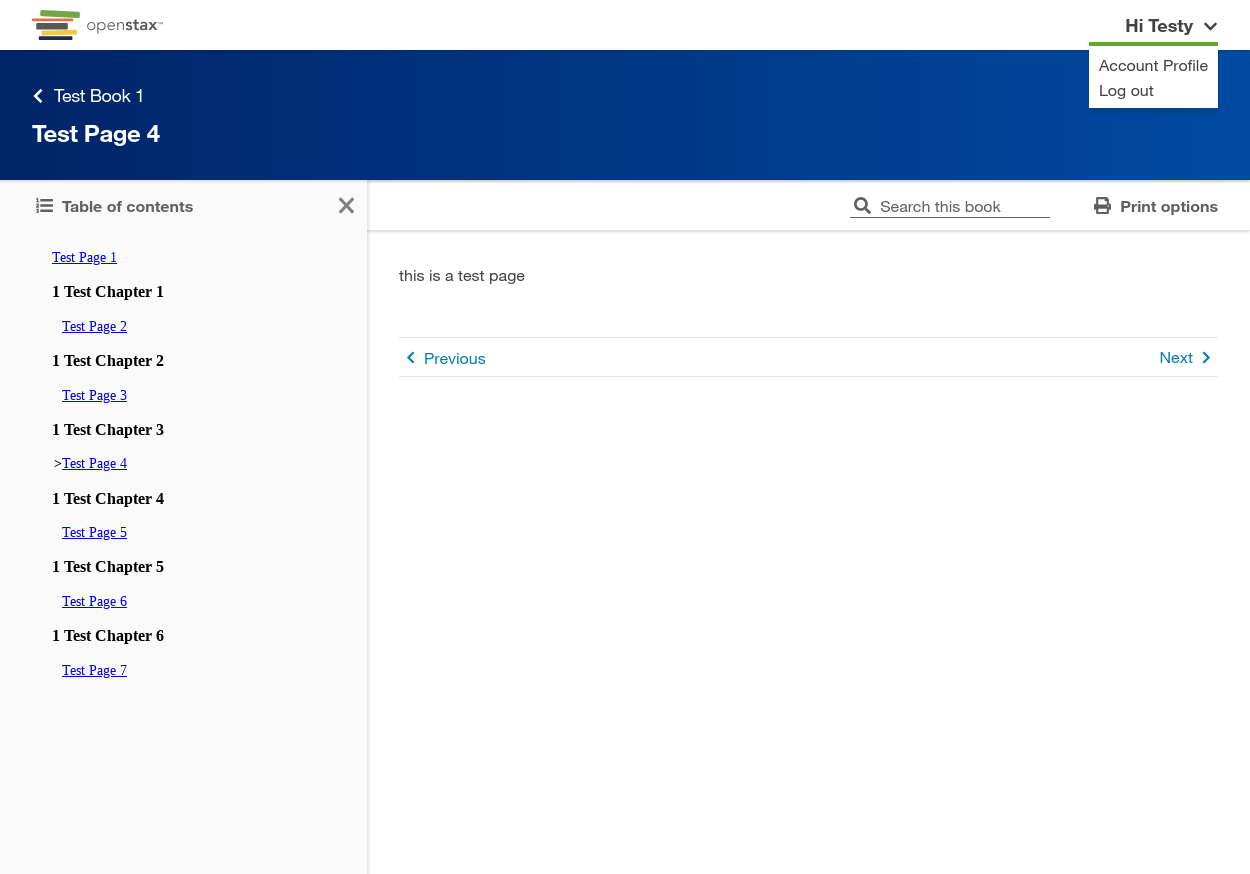 openstax™
Hi Testy
Account Profile
Log out
Test Book 1
Test Page 4
Table of contents
Search this book
Print options
Test Page 1
1 Test Chapter 1
Test Page 2
1 Test Chapter 2
Test Page 3
1 Test Chapter 3
>Test Page 4
1 Test Chapter 4
Test Page 5
1 Test Chapter 5
Test Page 6
1 Test Chapter 6
Test Page 7
this is a test page
Previous
Next